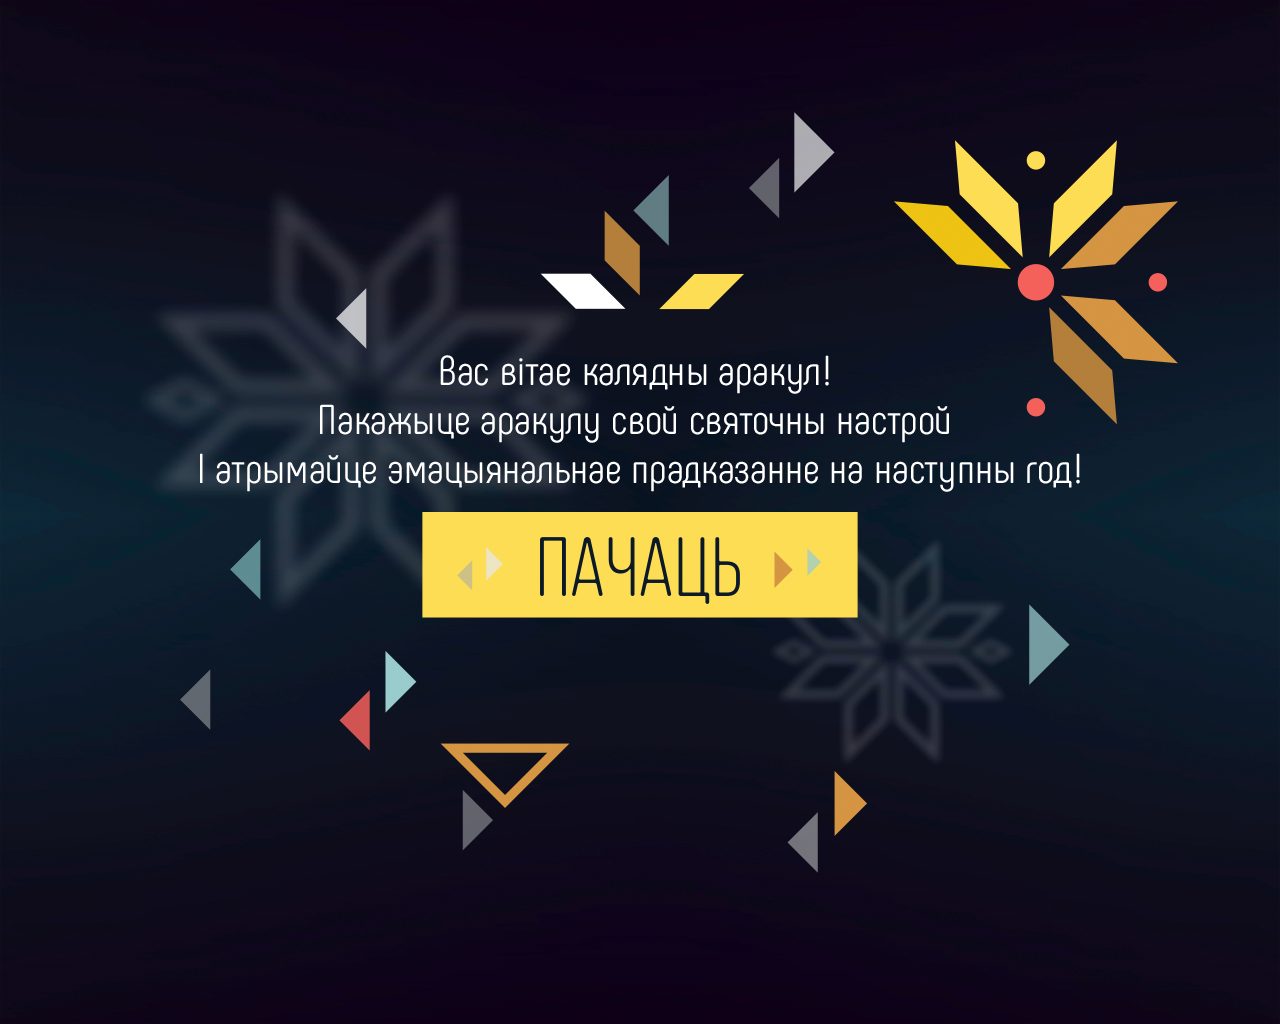 Вас вітае калядны аракул!
Пакажыце аракулу свой святочны настрой
І атрымайце эмацыянальнае прадказанне на наступны год!
ПАЧАЦЬ